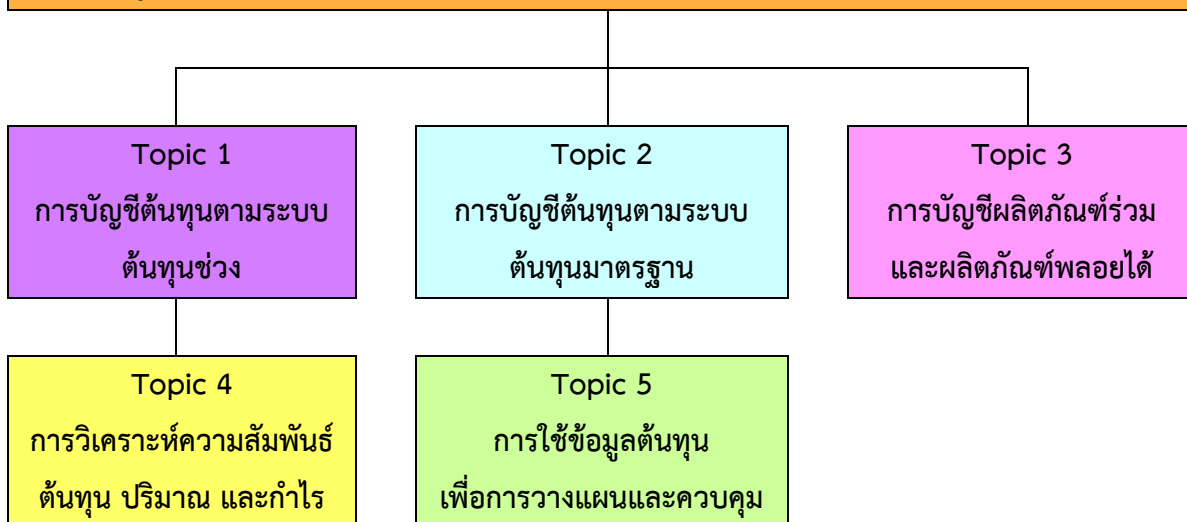 Topic 1
การบัญชีต้นทุนตามระบบ
ต้นทุนช่วง
Topic 2
การบัญชีต้นทุนตามระบบ
ต้นทุนมาตรฐาน
Topic 3
การบัญชีผลิตภัณฑ์ร่วม
และผลิตภัณฑ์พลอยได้
Topic 4
การวิเคราะห์ความสัมพันธ์
ต้นทุน ปริมาณ และกำไร
Topic 5
การใช้ข้อมูลต้นทุน
เพื่อการวางแผนและควบคุม